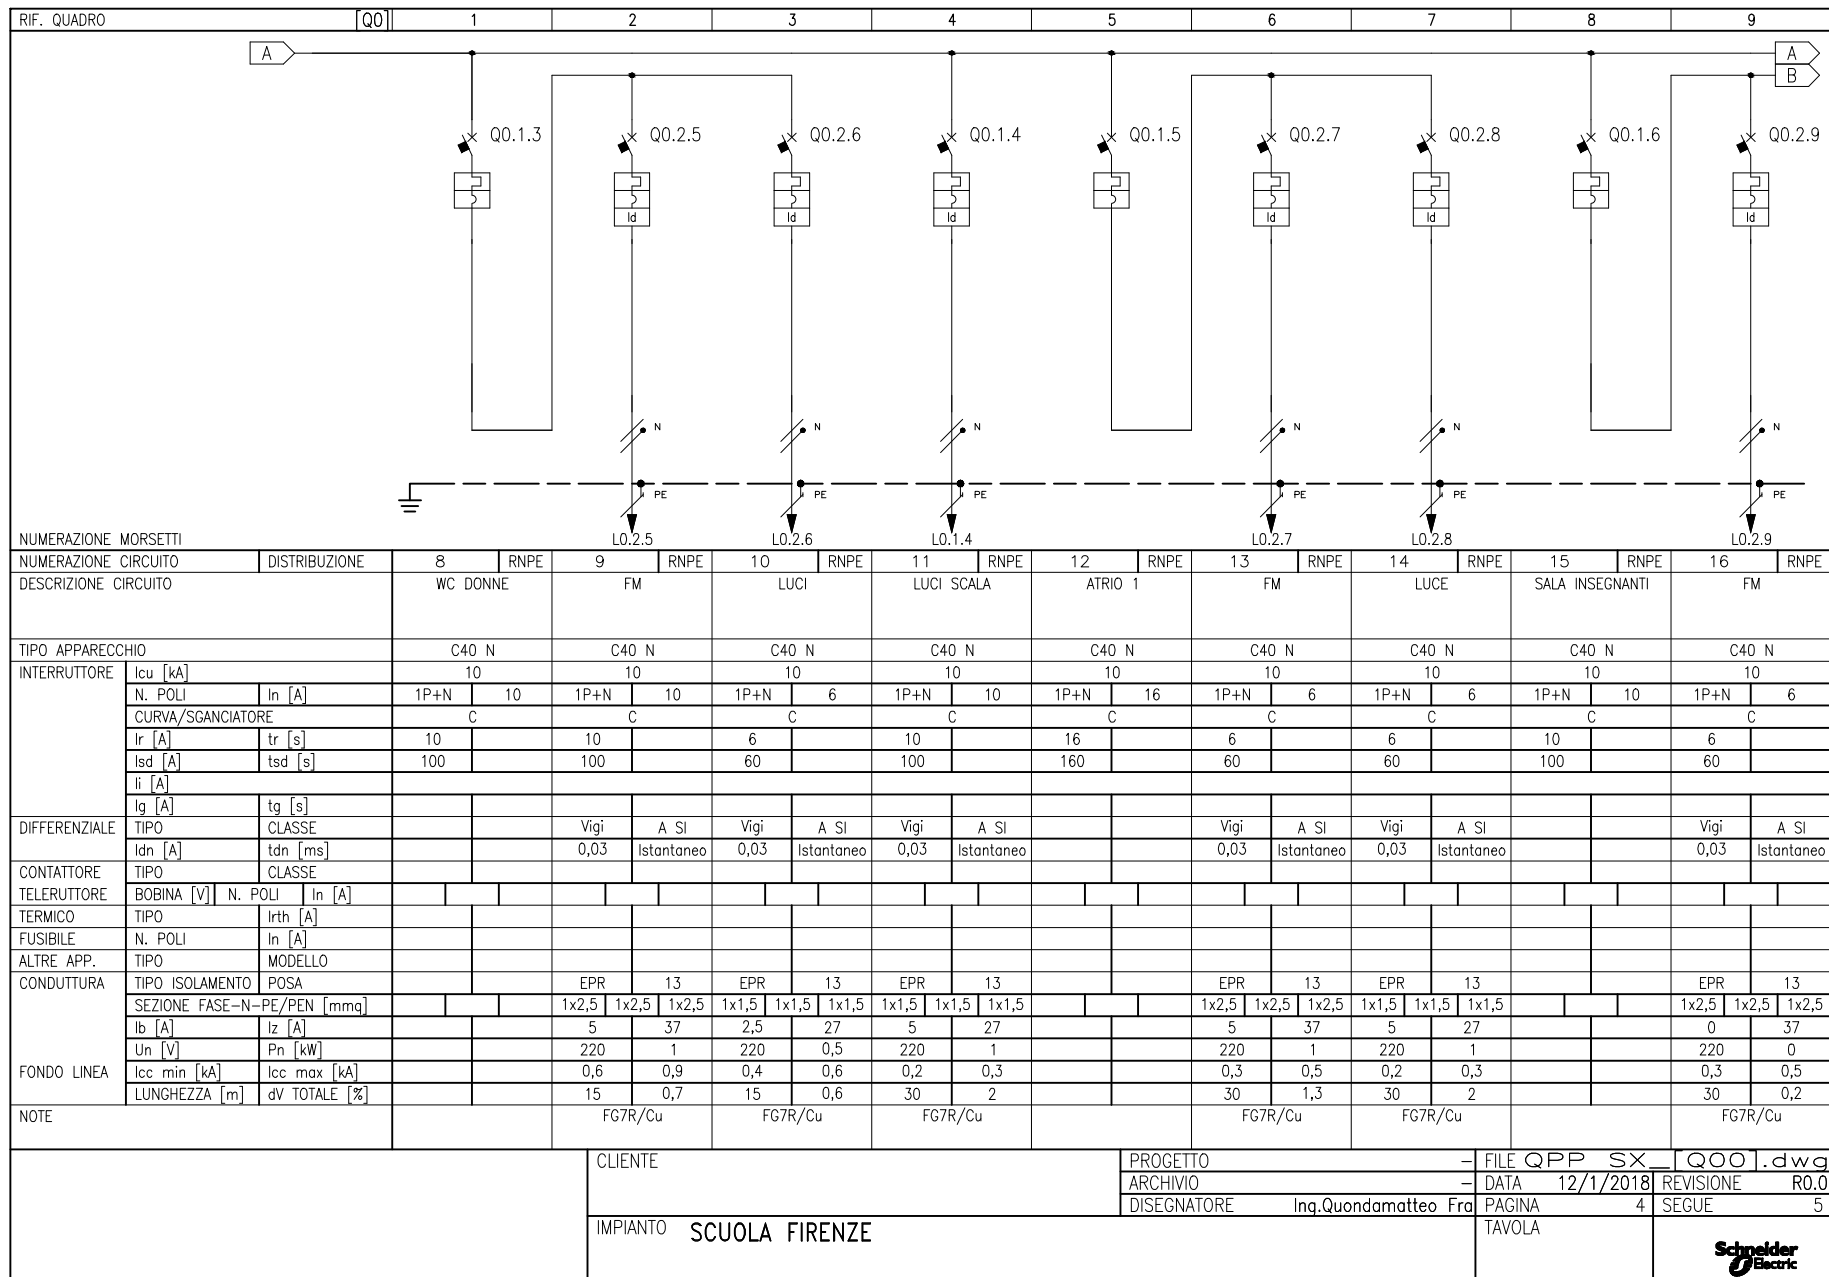 RIF. QUADRO [Q0] 1 2 3 4 5 6 7 8 9
A A
B
Q0.1.3 Q0.2.5 Q0.2.6 Q0.1.4 Q0.1.5 Q0.2.7 Q0.2.8 Q0.1.6 Q0.2.9
Id Id Id Id Id Id
N N N N N N
PE PE PE PE PE PE
NUMERAZIONE MORSETTI L0.2.5 L0.2.6 L0.1.4 L0.2.7 L0.2.8 L0.2.9
NUMERAZIONE CIRCUITO DISTRIBUZIONE 8 RNPE 9 RNPE 10 RNPE 11 RNPE 12 RNPE 13 RNPE 14 RNPE 15 RNPE 16 RNPE
DESCRIZIONE CIRCUITO WC DONNE FM LUCI LUCI SCALA ATRIO 1 FM LUCE SALA INSEGNANTI FM
TIPO APPARECCHIO C40 N C40 N C40 N C40 N C40 N C40 N C40 N C40 N C40 N
INTERRUTTORE Icu [kA] 10 10 10 10 10 10 10 10 10
N. POLI In [A] 1P+N 10 1P+N 10 1P+N 6 1P+N 10 1P+N 16 1P+N 6 1P+N 6 1P+N 10 1P+N 6
CURVA/SGANCIATORE C C C C C C C C C
Ir [A] tr [s] 10 10 6 10 16 6 6 10 6
Isd [A] tsd [s] 100 100 60 100 160 60 60 100 60
Ii [A]
Ig [A] tg [s]
DIFFERENZIALE TIPO CLASSE Vigi A SI Vigi A SI Vigi A SI Vigi A SI Vigi A SI Vigi A SI
Idn [A] tdn [ms] 0,03 Istantaneo 0,03 Istantaneo 0,03 Istantaneo 0,03 Istantaneo 0,03 Istantaneo 0,03 Istantaneo
CONTATTORE TIPO CLASSE
TELERUTTORE BOBINA [V] N. POLI In [A]
TERMICO TIPO Irth [A]
FUSIBILE N. POLI In [A]
ALTRE APP. TIPO MODELLO
CONDUTTURA TIPO ISOLAMENTO POSA EPR 13 EPR 13 EPR 13 EPR 13 EPR 13 EPR 13
SEZIONE FASE-N-PE/PEN [mmq] 1x2,5 1x2,5 1x2,5 1x1,5 1x1,5 1x1,5 1x1,5 1x1,5 1x1,5 1x2,5 1x2,5 1x2,5 1x1,5 1x1,5 1x1,5 1x2,5 1x2,5 1x2,5
Ib [A] Iz [A] 5 37 2,5 27 5 27 5 37 5 27 0 37
Un [V] Pn [kW] 220 1 220 0,5 220 1 220 1 220 1 220 0
FONDO LINEA Icc min [kA] Icc max [kA] 0,6 0,9 0,4 0,6 0,2 0,3 0,3 0,5 0,2 0,3 0,3 0,5
LUNGHEZZA [m] dV TOTALE [%] 15 0,7 15 0,6 30 2 30 1,3 30 2 30 0,2
NOTE FG7R/Cu FG7R/Cu FG7R/Cu FG7R/Cu FG7R/Cu FG7R/Cu
CLIENTE PROGETTO - FILE QPP SX_[Q00].dwg
ARCHIVIO - DATA 12/1/2018 REVISIONE R0.0
DISEGNATORE Ing.Quondamatteo Fra PAGINA 4 SEGUE 5
IMPIANTO SCUOLA FIRENZE TAVOLA
Schneider
Electric